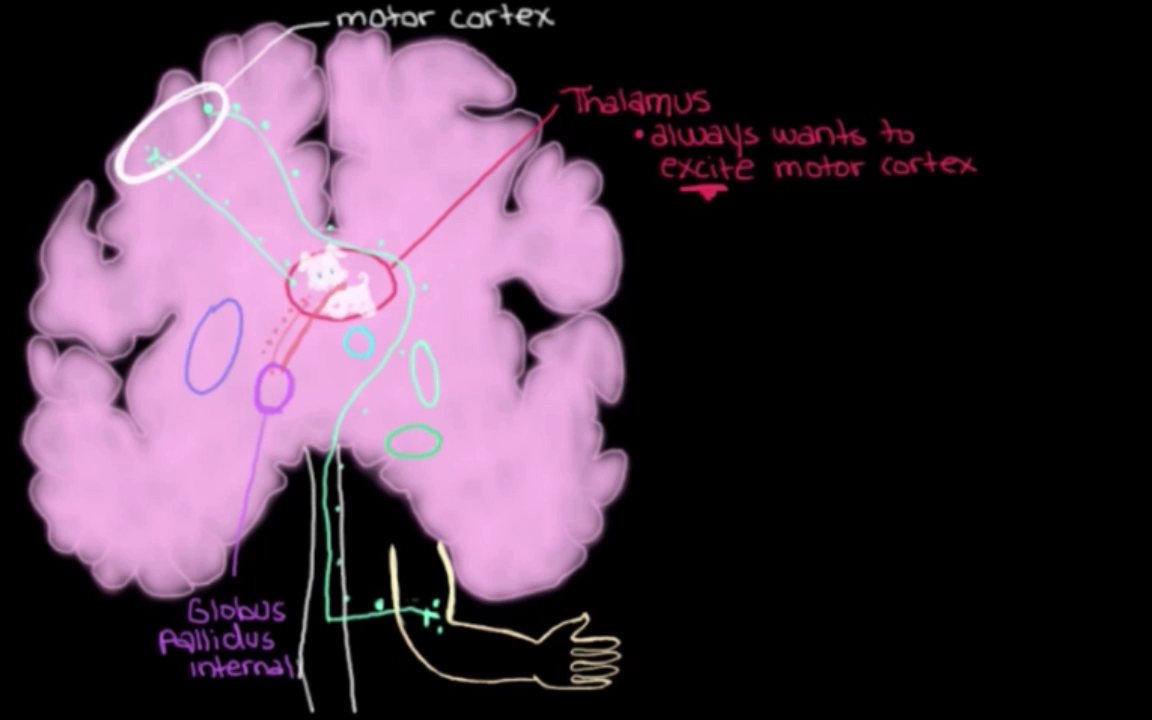 motor cortex
Thalamus
• always wants to
excite motor cortex
Globus
Pallidus
internal